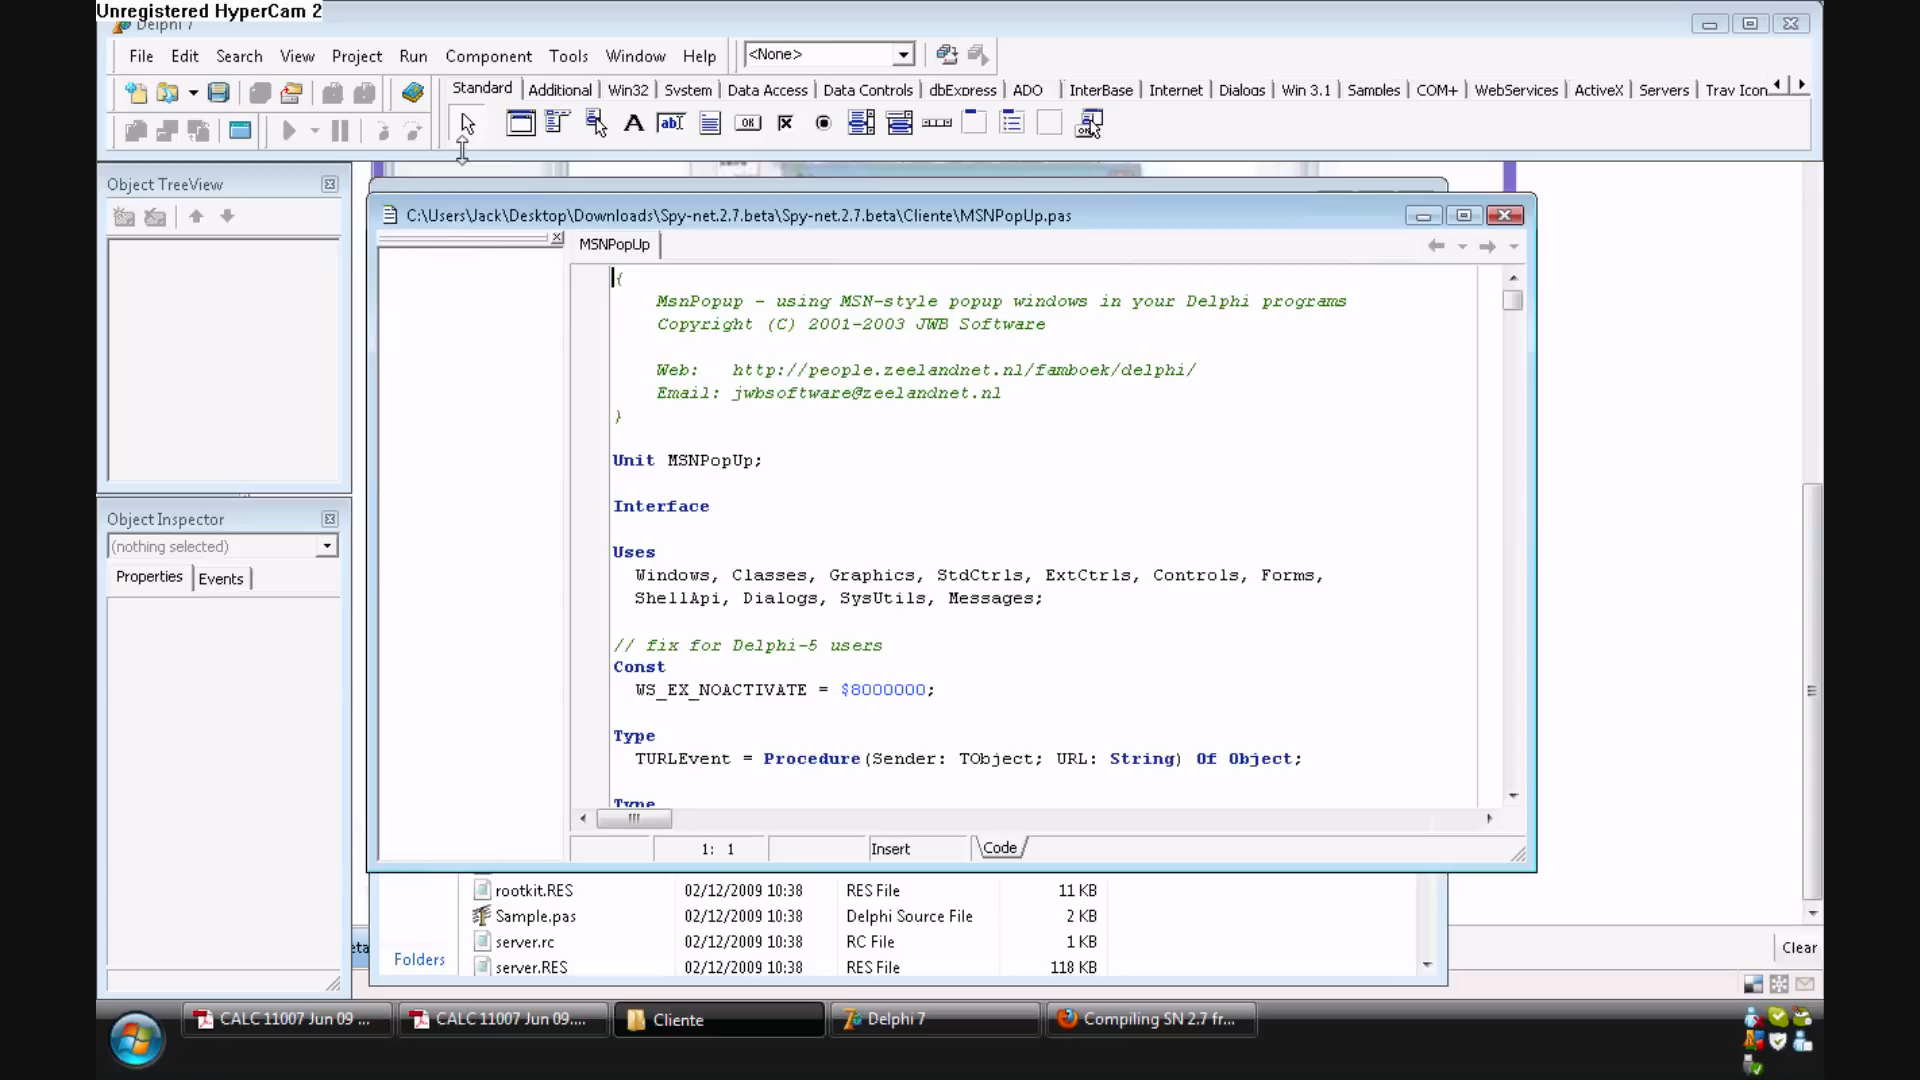 Unregistered HyperCam 2
Delphi 7
File Edit Search View Project Run Component Tools Window Help <None>
Standard Additional Win32 System Data Access Data Controls dbExpress ADO InterBase Internet Dialogs Win 3.1 Samples COM+ WebServices ActiveX Servers Trav Icon
Object TreeView
C:\Users\Jack\Desktop\Downloads\Spy-net.2.7.beta\Spy-net.2.7.beta\Cliente\MSNPopUp.pas
MSNPopUp
{
MsnPopup - using MSN-style popup windows in your Delphi programs
Copyright (C) 2001-2003 JWB Software
Web: http://people.zeelandnet.nl/famboek/delphi/
Email: jwbsoftware@zeelandnet.nl
}
Unit MSNPopUp;
Interface
Uses
Windows, Classes, Graphics, StdCtrls, ExtCtrls, Controls, Forms,
ShellApi, Dialogs, SysUtils, Messages;
// fix for Delphi-5 users
Const
WS_EX_NOACTIVATE = $8000000;
Type
TURLEvent = Procedure(Sender: TObject; URL: String) Of Object;
Type
1: 1 Insert Code
Object Inspector
(nothing selected)
Properties Events
rootkit.RES 02/12/2009 10:38 RES File 11 KB
Sample.pas 02/12/2009 10:38 Delphi Source File 2 KB
server.rc 02/12/2009 10:38 RC File 1 KB
server.RES 02/12/2009 10:38 RES File 118 KB
Folders
eta
Clear
CALC 11007 Jun 09 ... CALC 11007 Jun 09.... Cliente Delphi 7 Compiling SN 2.7 fr...